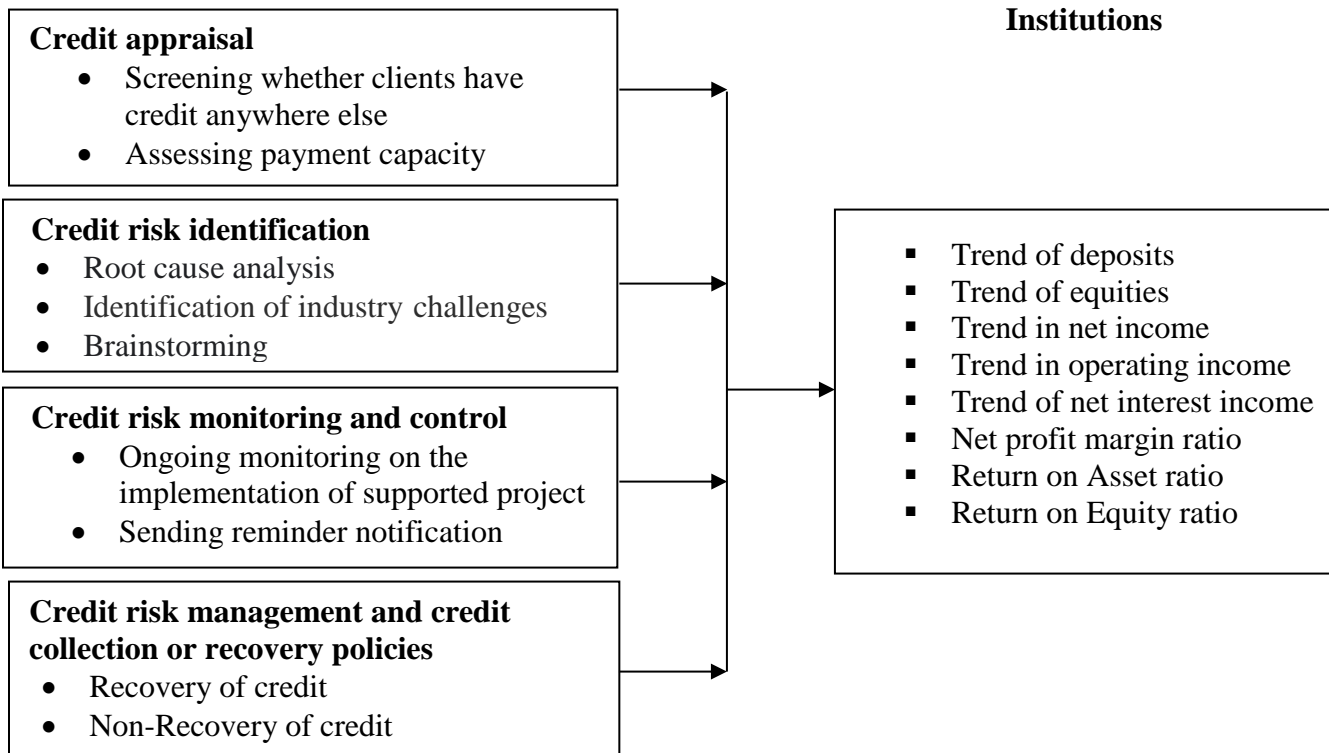 Institutions
Credit appraisal
• Screening whether clients have
credit anywhere else
• Assessing payment capacity
Credit risk identification
• Root cause analysis
• Identification of industry challenges
• Brainstorming
Credit risk monitoring and control
• Ongoing monitoring on the
implementation of supported project
• Sending reminder notification
Credit risk management and credit
collection or recovery policies
• Recovery of credit
• Non-Recovery of credit
▪ Trend of deposits
▪ Trend of equities
▪ Trend in net income
▪ Trend in operating income
▪ Trend of net interest income
▪ Net profit margin ratio
▪ Return on Asset ratio
▪ Return on Equity ratio